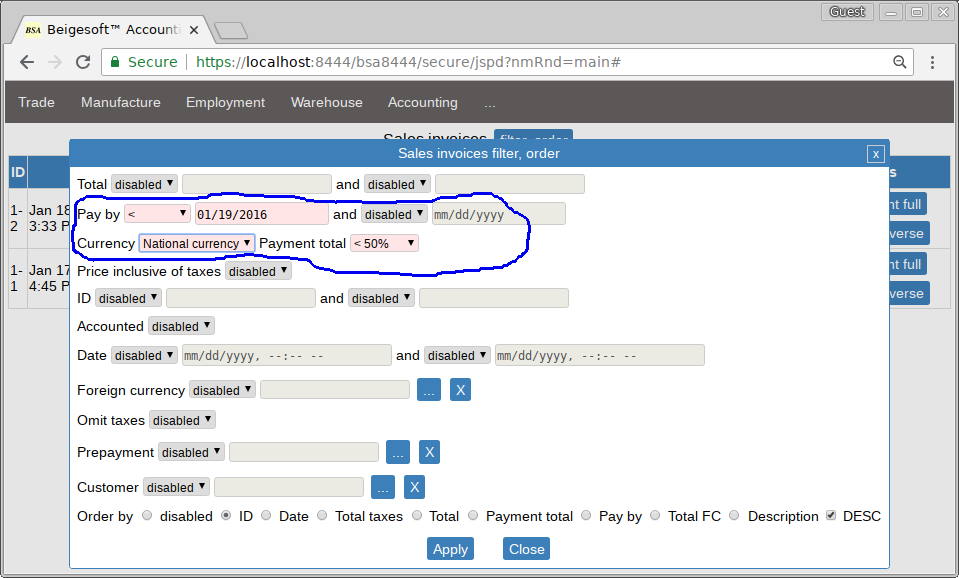 Guest
BSA Beigesoft™ Accounti
Secure https://localhost:8444/bsa8444/secure/jspd?nmRnd=main#
Trade Manufacture Employment Warehouse Accounting ...
Sales invoices filter, order
Sales invoices filter, order x
ID
s
Total disabled and disabled
1-2 Jan 18 3:33 P
Pay by < 01/19/2016 and disabled mm/dd/yyyy
nt full
verse
Currency National currency Payment total < 50%
Price inclusive of taxes disabled
1-1 Jan 17 4:45 P
nt full
verse
ID disabled and disabled
Accounted disabled
Date disabled mm/dd/yyyy, --:-- -- and disabled mm/dd/yyyy, --:-- --
Foreign currency disabled ... X
Omit taxes disabled
Prepayment disabled ... X
Customer disabled ... X
Order by disabled ID Date Total taxes Total Payment total Pay by Total FC Description DESC
Apply Close